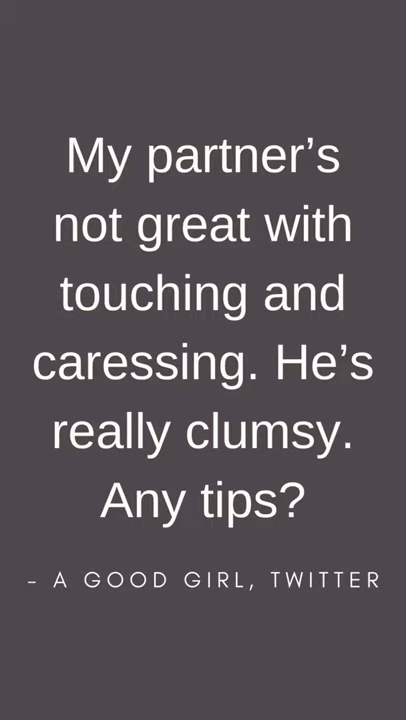 My partner’s
not great with
touching and
caressing. He’s
really clumsy.
Any tips?
– A GOOD GIRL, TWITTER